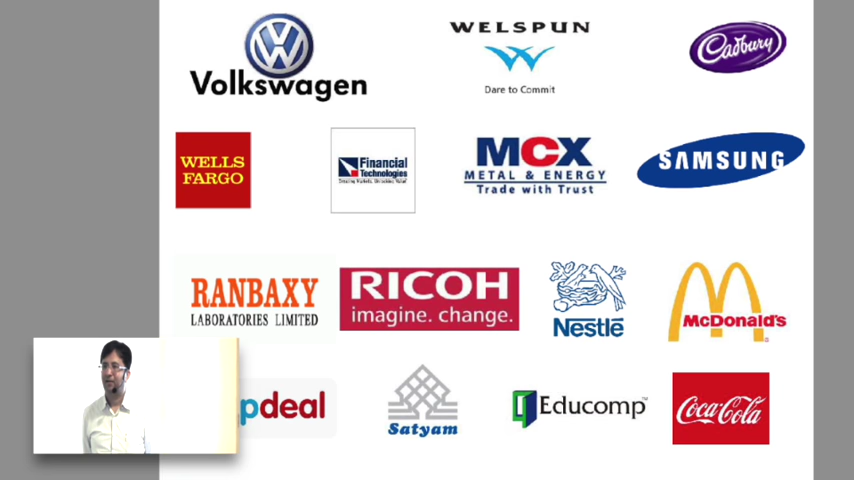 Volkswagen
WELSPUN
Dare to Commit
Cadbury
WELLS
FARGO
Financial
Technologies
MCX
METAL & ENERGY
Trade with Trust
SAMSUNG
RANBAXY
LABORATORIES LIMITED
RICOH
imagine. change.
Nestlé
McDonald's
pdeal
Satyam
Educomp™
Coca-Cola